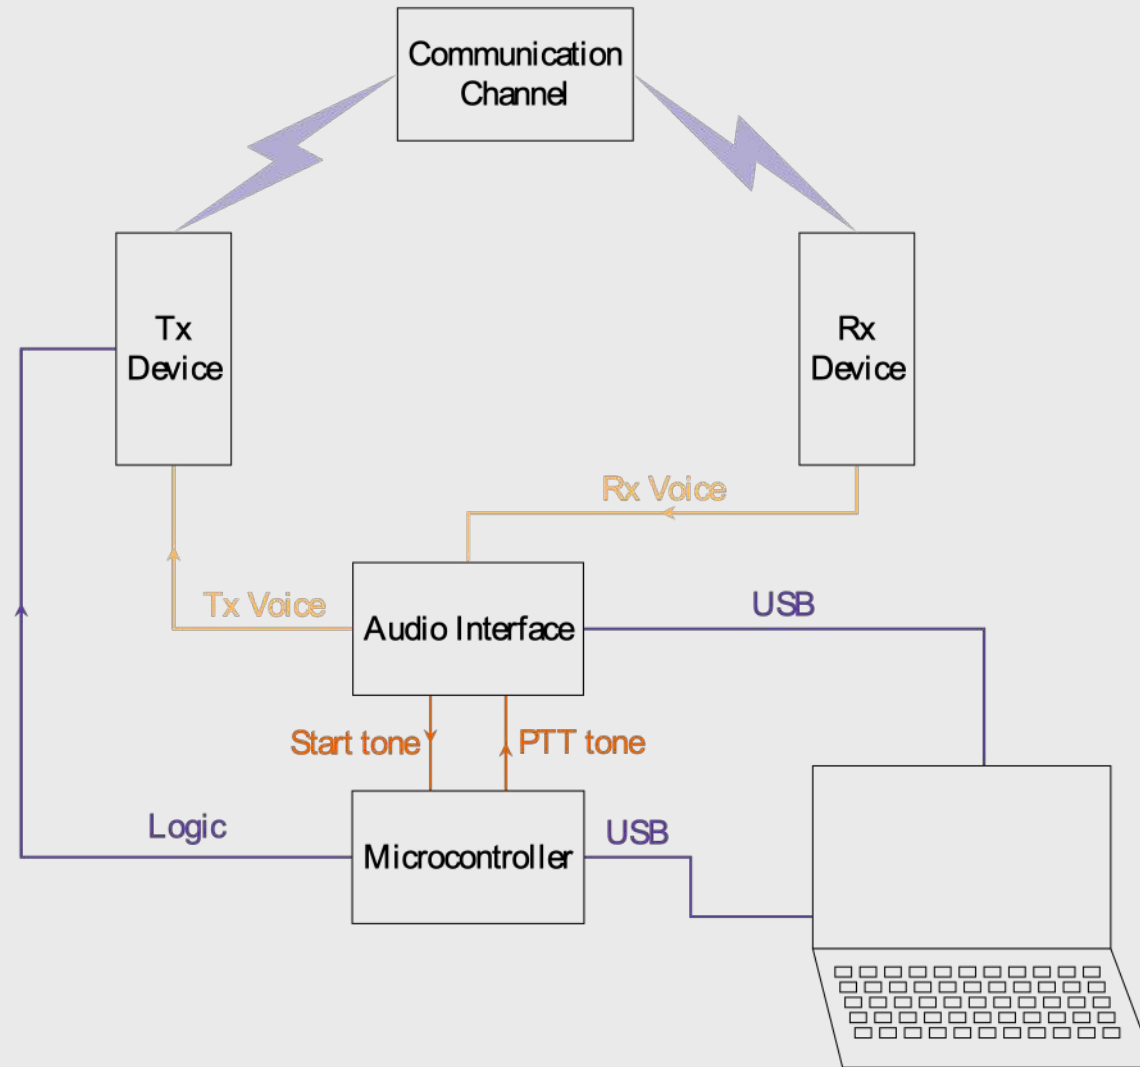 Communication
Channel
Tx
Device
Rx
Device
Rx Voice
Tx Voice
USB
Audio Interface
Start tone
PTT tone
Logic
USB
Microcontroller